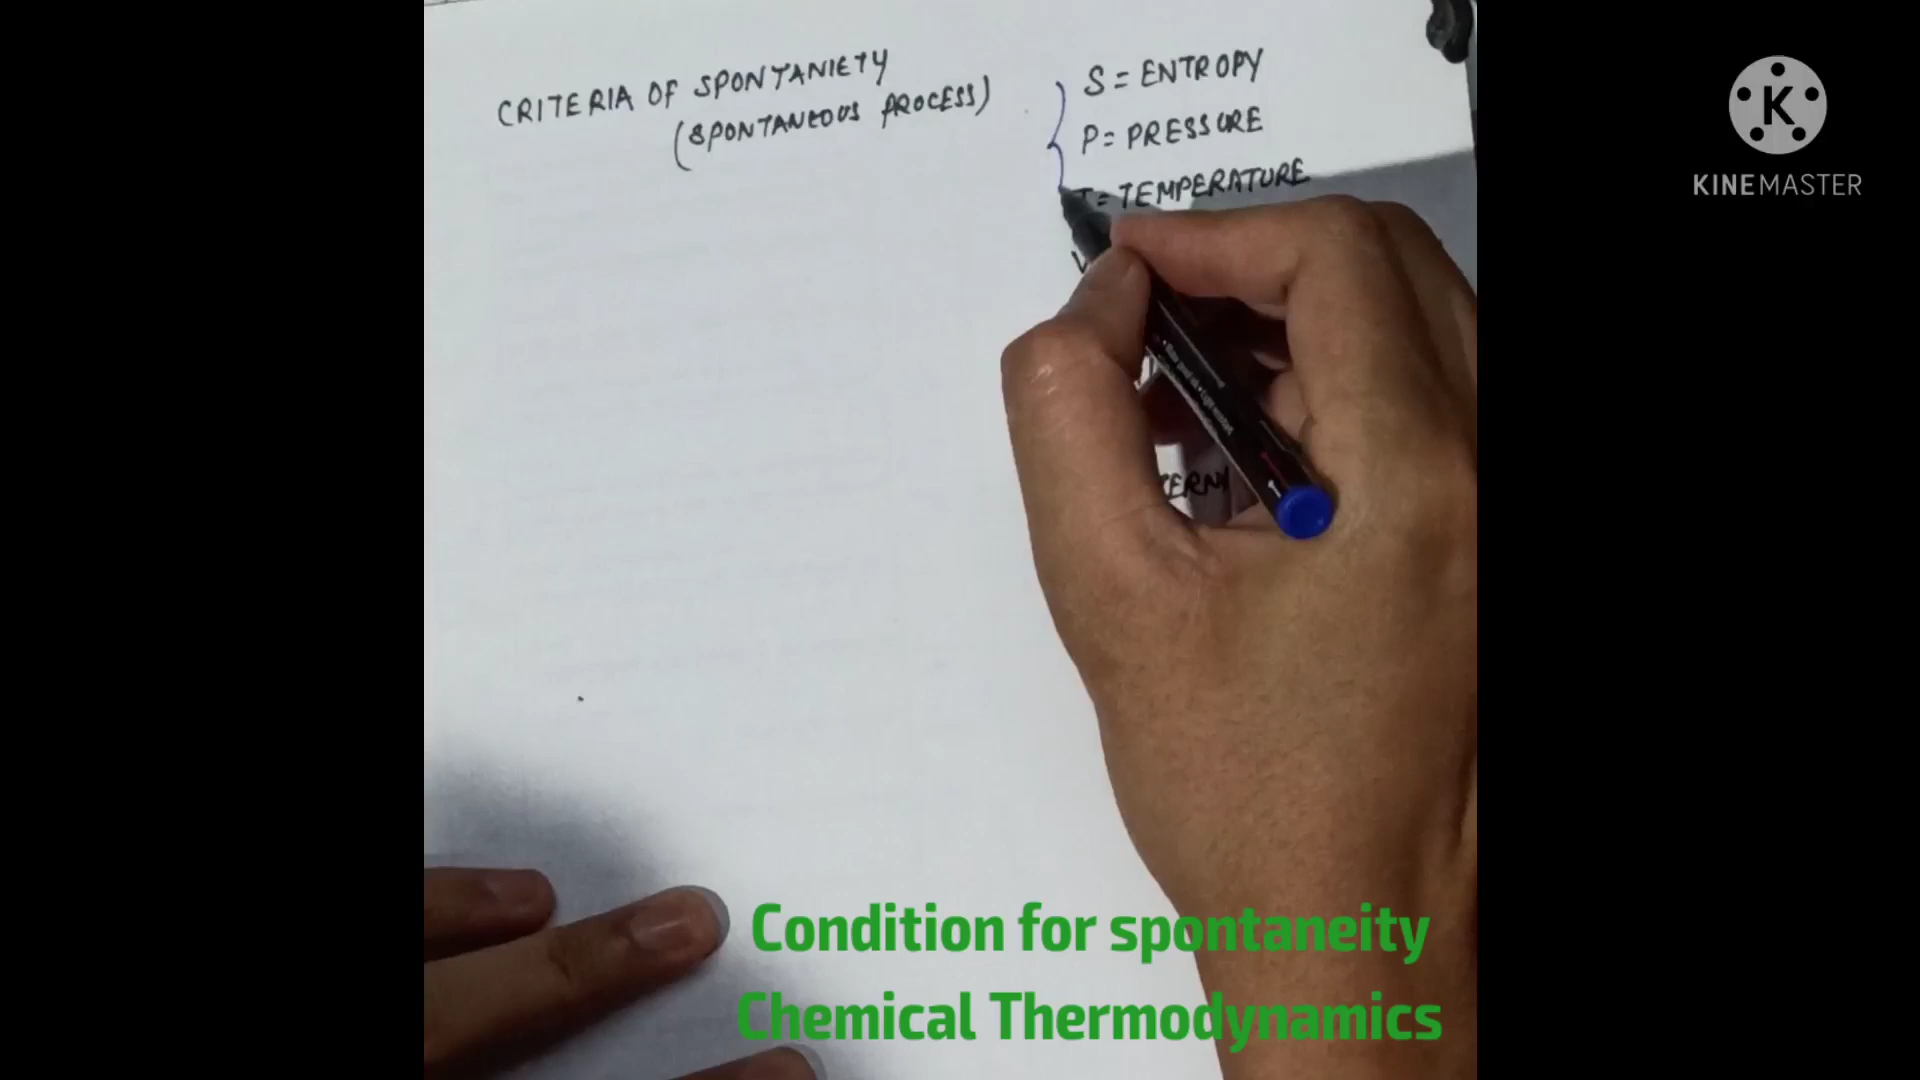 CRITERIA OF SPONTANIETY
(SPONTANEOUS PROCESS)
S = ENTROPY
P = PRESSURE
T = TEMPERATURE
V
KINEMASTER
Condition for spontaneity
Chemical Thermodynamics